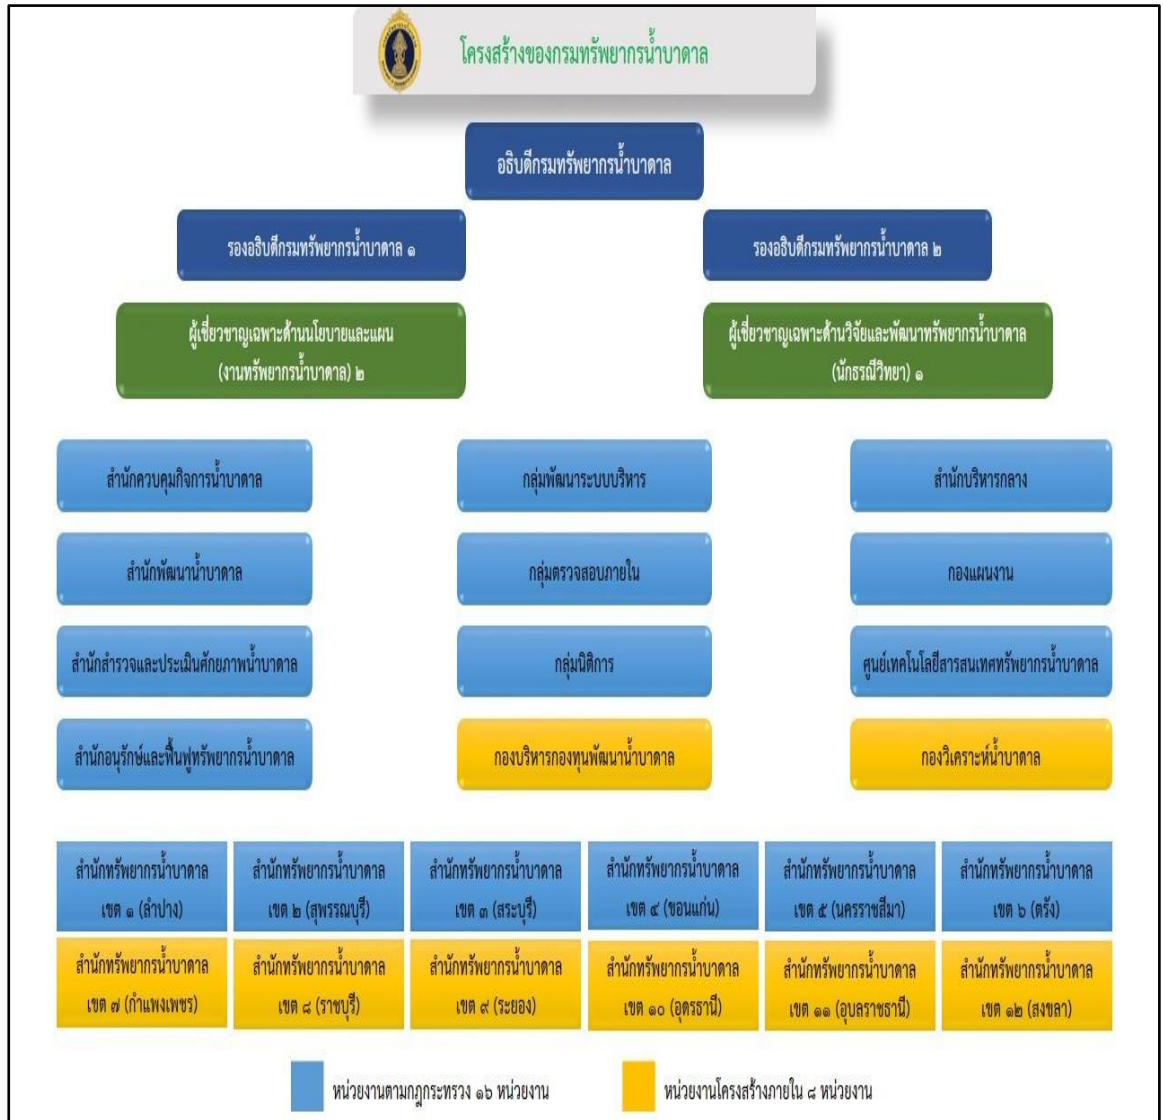 โครงสร้างของกรมทรัพยากรน้ำบาดาล
อธิบดีกรมทรัพยากรน้ำบาดาล
รองอธิบดีกรมทรัพยากรน้ำบาดาล ๑
รองอธิบดีกรมทรัพยากรน้ำบาดาล ๒
ผู้เชี่ยวชาญเฉพาะด้านนโยบายและแผน
(งานทรัพยากรน้ำบาดาล) ๒
ผู้เชี่ยวชาญเฉพาะด้านวิจัยและพัฒนาทรัพยากรน้ำบาดาล
(นักธรณีวิทยา) ๑
สำนักควบคุมกิจการน้ำบาดาล
กลุ่มพัฒนาระบบบริหาร
สำนักบริหารกลาง
สำนักพัฒนาน้ำบาดาล
กลุ่มตรวจสอบภายใน
กองแผนงาน
สำนักสำรวจและประเมินศักยภาพน้ำบาดาล
กลุ่มนิติการ
ศูนย์เทคโนโลยีสารสนเทศทรัพยากรน้ำบาดาล
สำนักอนุรักษ์และฟื้นฟูทรัพยากรน้ำบาดาล
กองบริหารกองทุนพัฒนาน้ำบาดาล
กองวิเคราะห์น้ำบาดาล
สำนักทรัพยากรน้ำบาดาล
เขต ๑ (ลำปาง)
สำนักทรัพยากรน้ำบาดาล
เขต ๒ (สุพรรณบุรี)
สำนักทรัพยากรน้ำบาดาล
เขต ๓ (สระบุรี)
สำนักทรัพยากรน้ำบาดาล
เขต ๔ (ขอนแก่น)
สำนักทรัพยากรน้ำบาดาล
เขต ๕ (นครราชสีมา)
สำนักทรัพยากรน้ำบาดาล
เขต ๖ (ตรัง)
สำนักทรัพยากรน้ำบาดาล
เขต ๗ (กำแพงเพชร)
สำนักทรัพยากรน้ำบาดาล
เขต ๘ (ราชบุรี)
สำนักทรัพยากรน้ำบาดาล
เขต ๙ (ระยอง)
สำนักทรัพยากรน้ำบาดาล
เขต ๑๐ (อุดรธานี)
สำนักทรัพยากรน้ำบาดาล
เขต ๑๑ (อุบลราชธานี)
สำนักทรัพยากรน้ำบาดาล
เขต ๑๒ (สงขลา)
หน่วยงานตามกฎกระทรวง ๑๖ หน่วยงาน
หน่วยงานโครงสร้างภายใน ๘ หน่วยงาน